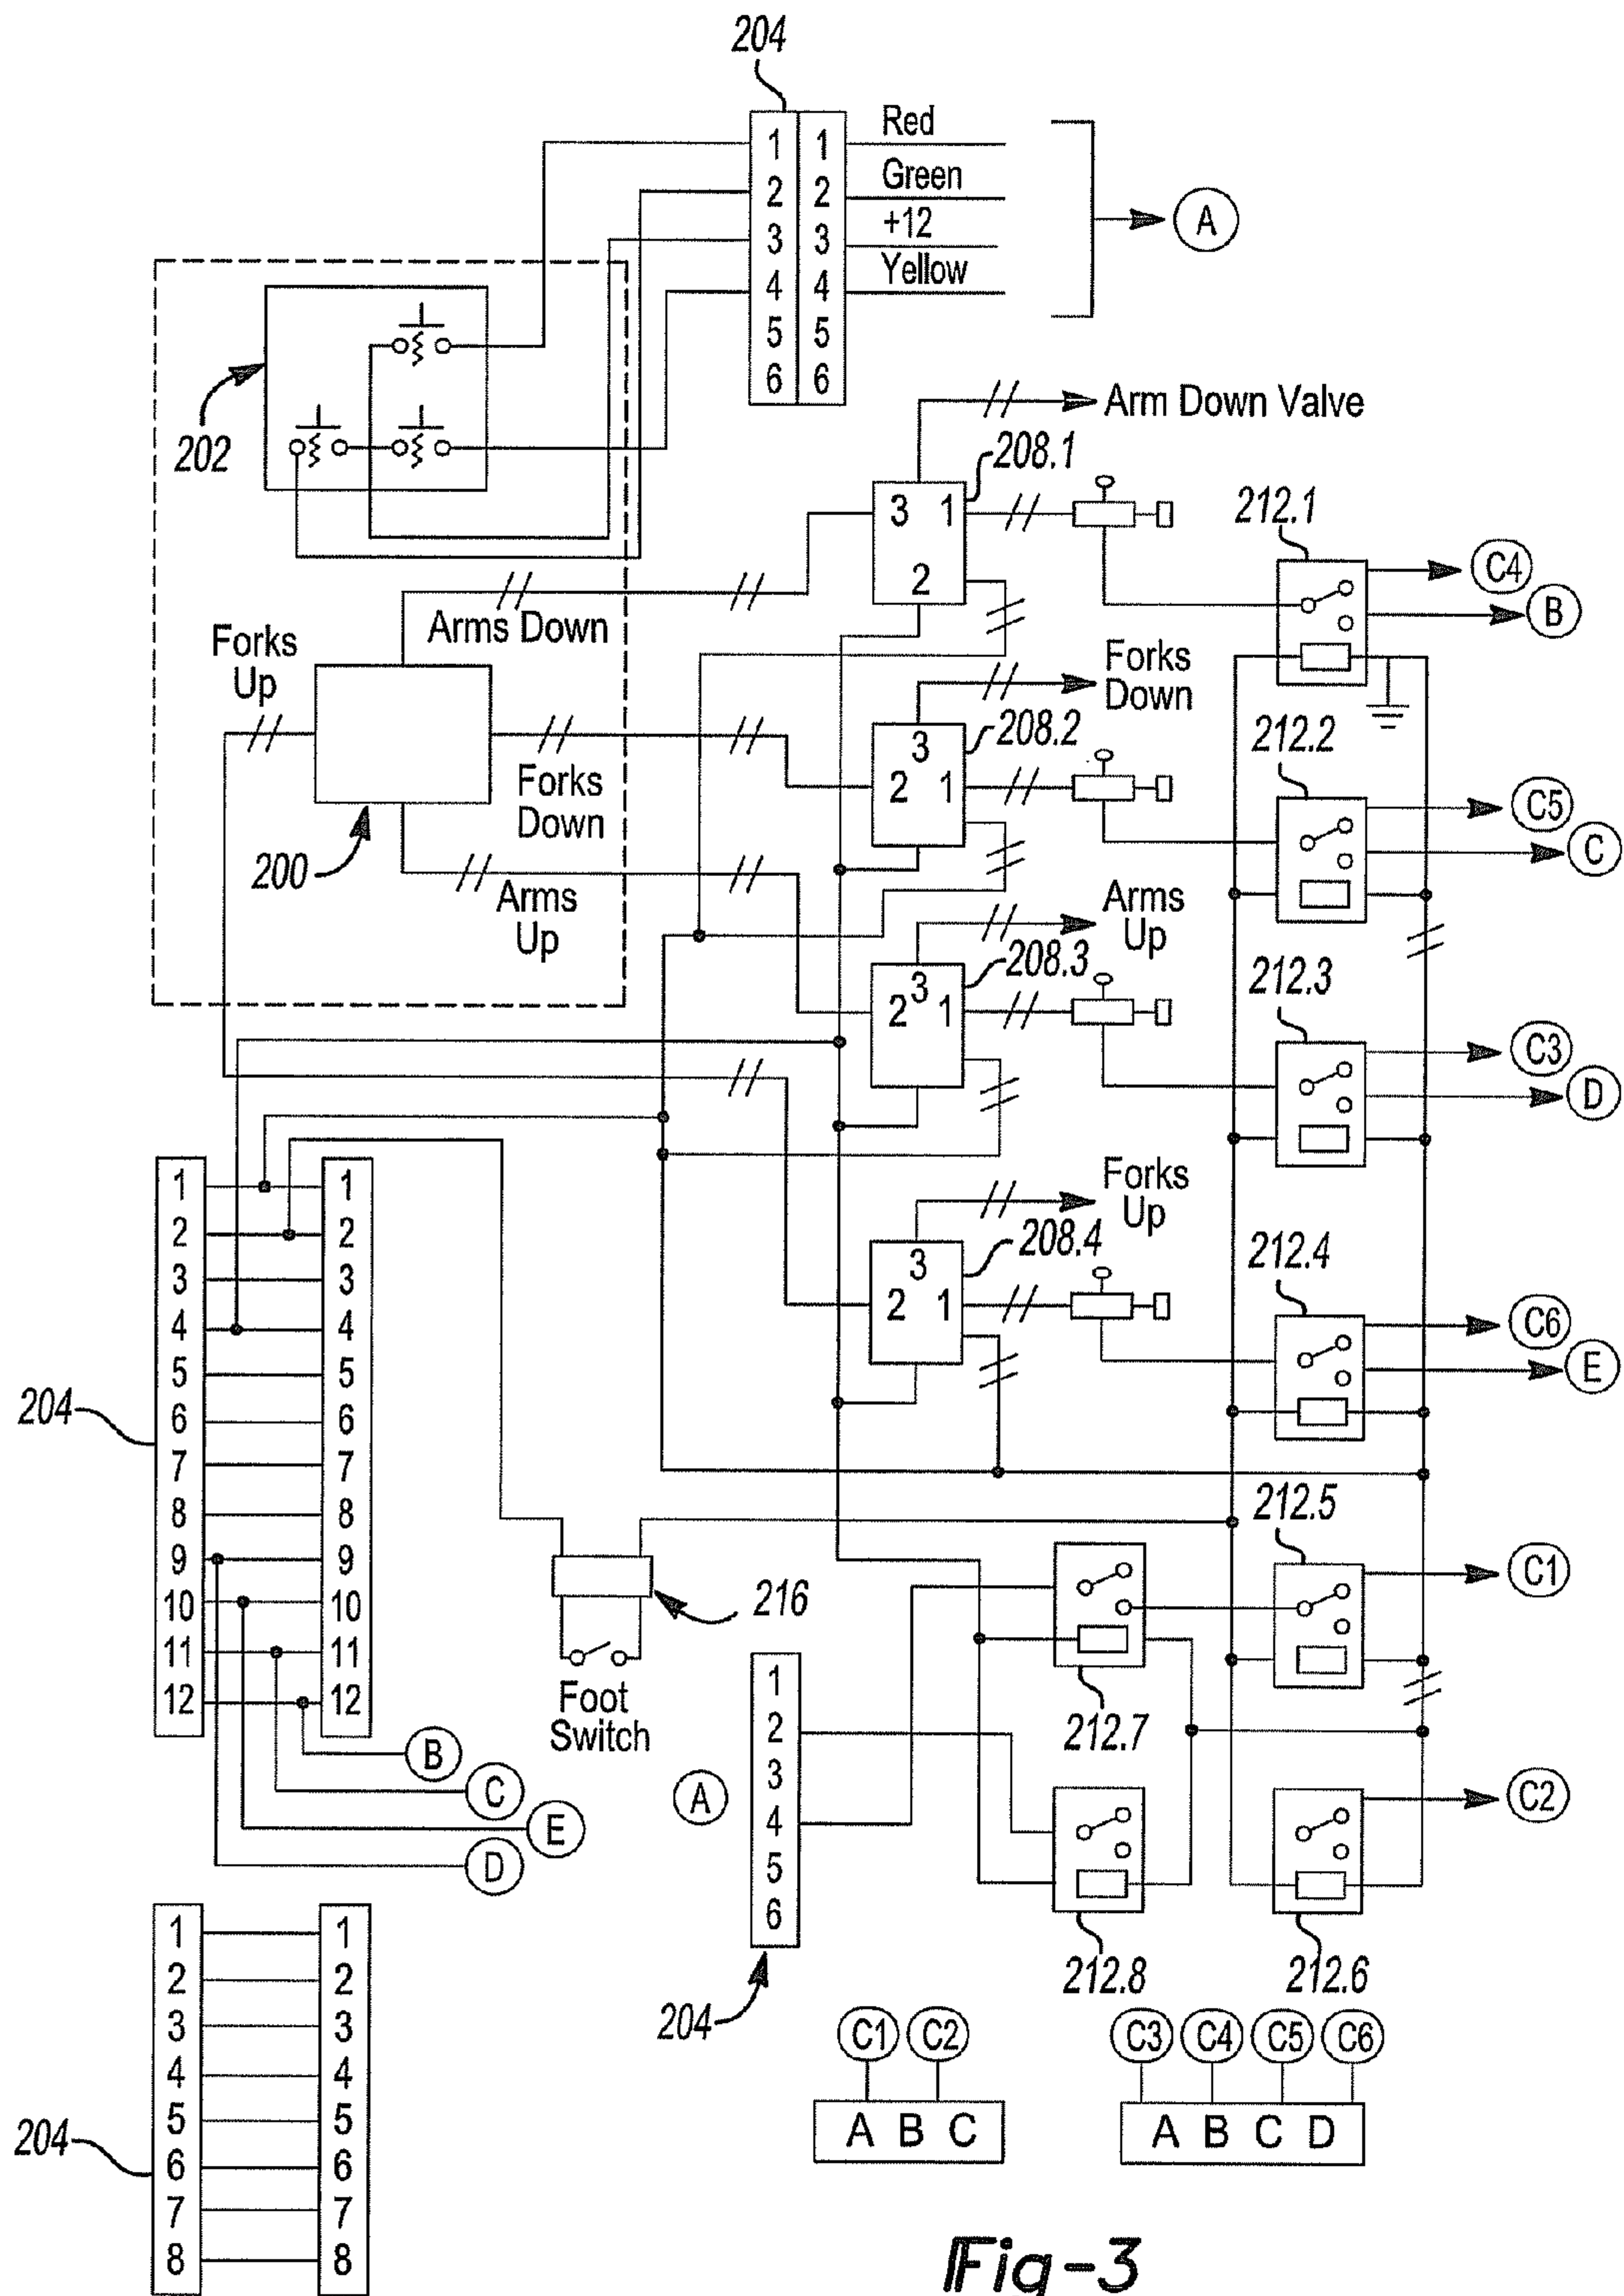 204
1 1 Red
2 2 Green
3 3 +12
4 4 Yellow
5 5
6 6
A
202
Arm Down Valve
208.1
3 1
2
212.1
C4
B
Arms Down
Forks
Up
Forks
Down
208.2
3
2 1
212.2
C5
C
Forks
Down
200
Arms
Up
Arms
Up
208.3
3
2 1
212.3
C3
D
Forks
Up
208.4
3
2 1
212.4
C6
E
204
1 1
2 2
3 3
4 4
5 5
6 6
7 7
8 8
9 9
10 10
11 11
12 12
B
C
E
D
216
Foot
Switch
212.5
C1
212.7
A
1
2
3
4
5
6
204
212.8
C2
212.6
204
1 1
2 2
3 3
4 4
5 5
6 6
7 7
8 8
C1 C2
A B C
C3 C4 C5 C6
A B C D
Fig-3